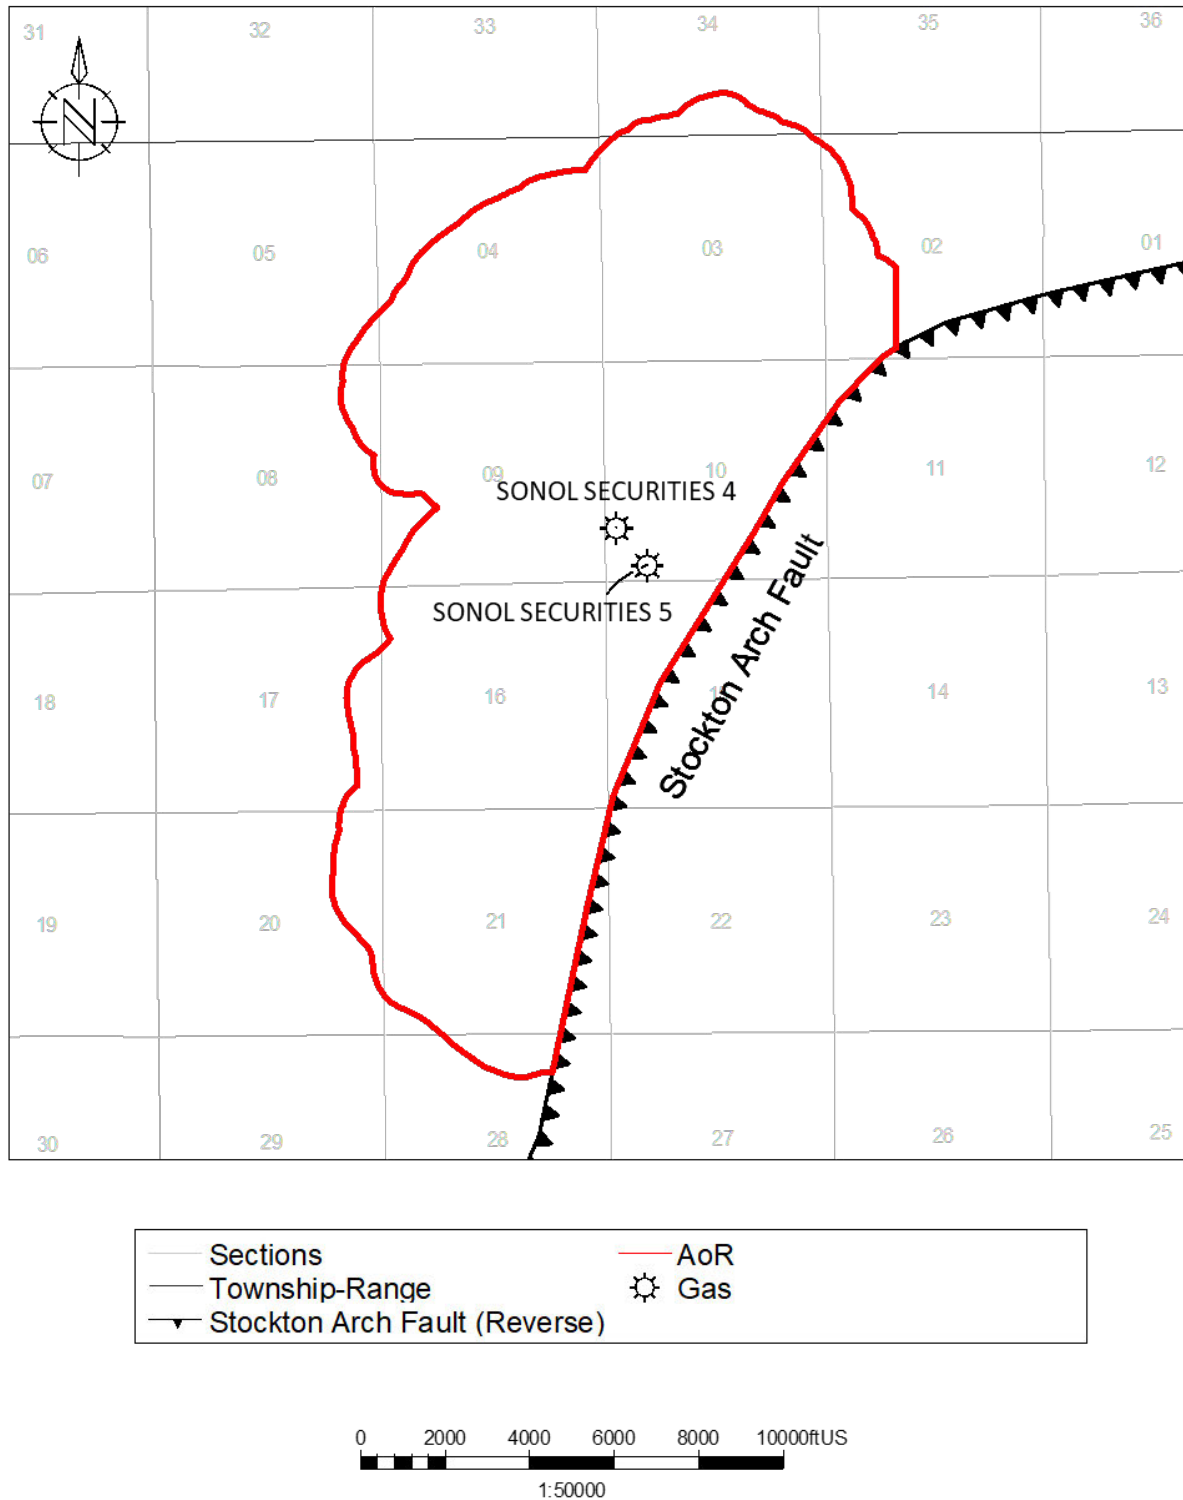 31 32 33 34 35 36
N
06 05 04 03 02 01
07 08 09 10 11 12
SONOL SECURITIES 4
SONOL SECURITIES 5
Stockton Arch Fault
18 17 16 14 13
19 20 21 22 23 24
30 29 28 27 26 25
Sections
Township-Range
Stockton Arch Fault (Reverse)
AoR
Gas
0 2000 4000 6000 8000 10000ftUS
1:50000